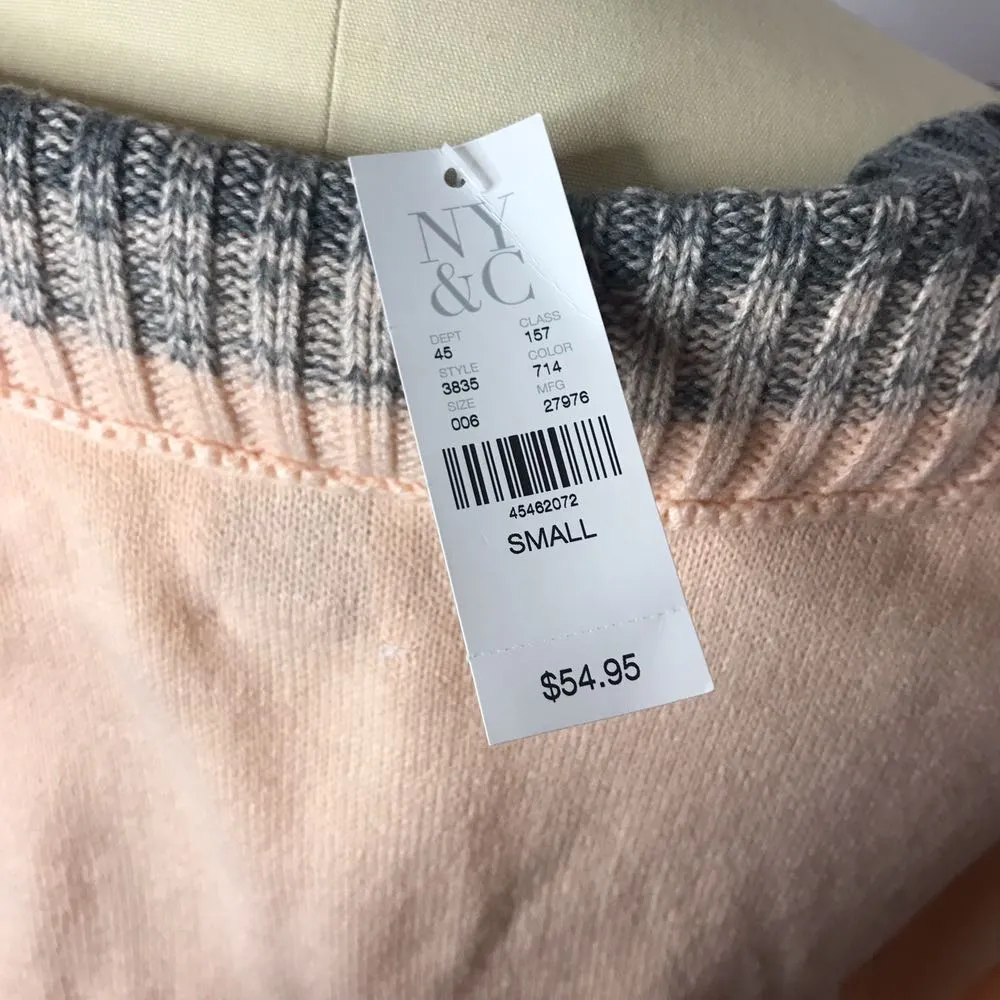 NY
&C
DEPT CLASS
45 157
STYLE COLOR
3835 714
SIZE MFG
006 27976
45462072
SMALL
$54.95